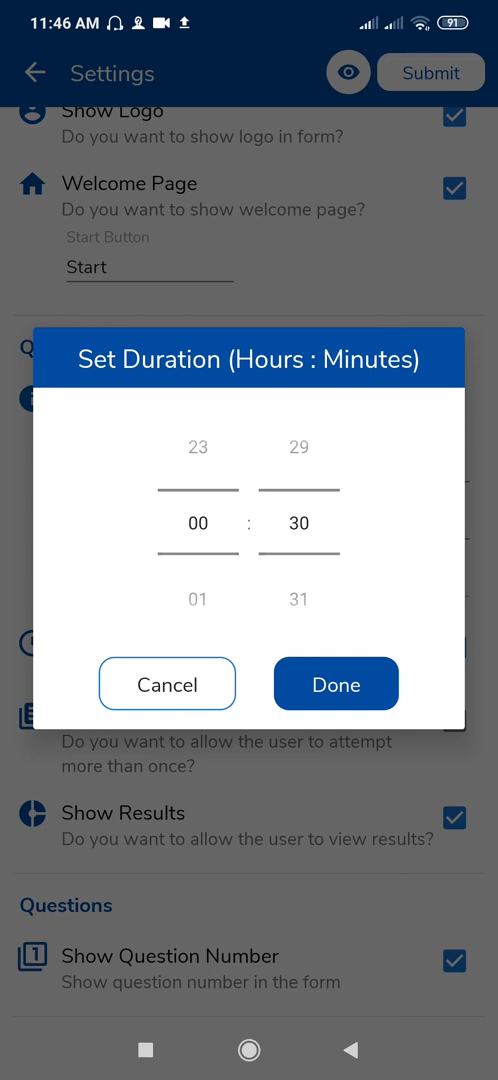 11:46 AM 91
Settings
Submit
Show Logo
Do you want to show logo in form?
Welcome Page
Do you want to show welcome page?
Start Button
Start
Set Duration (Hours : Minutes)
23 29
00 : 30
01 31
Cancel
Done
Do you want to allow the user to attempt
more than once?
Show Results
Do you want to allow the user to view results?
Questions
1
Show Question Number
Show question number in the form